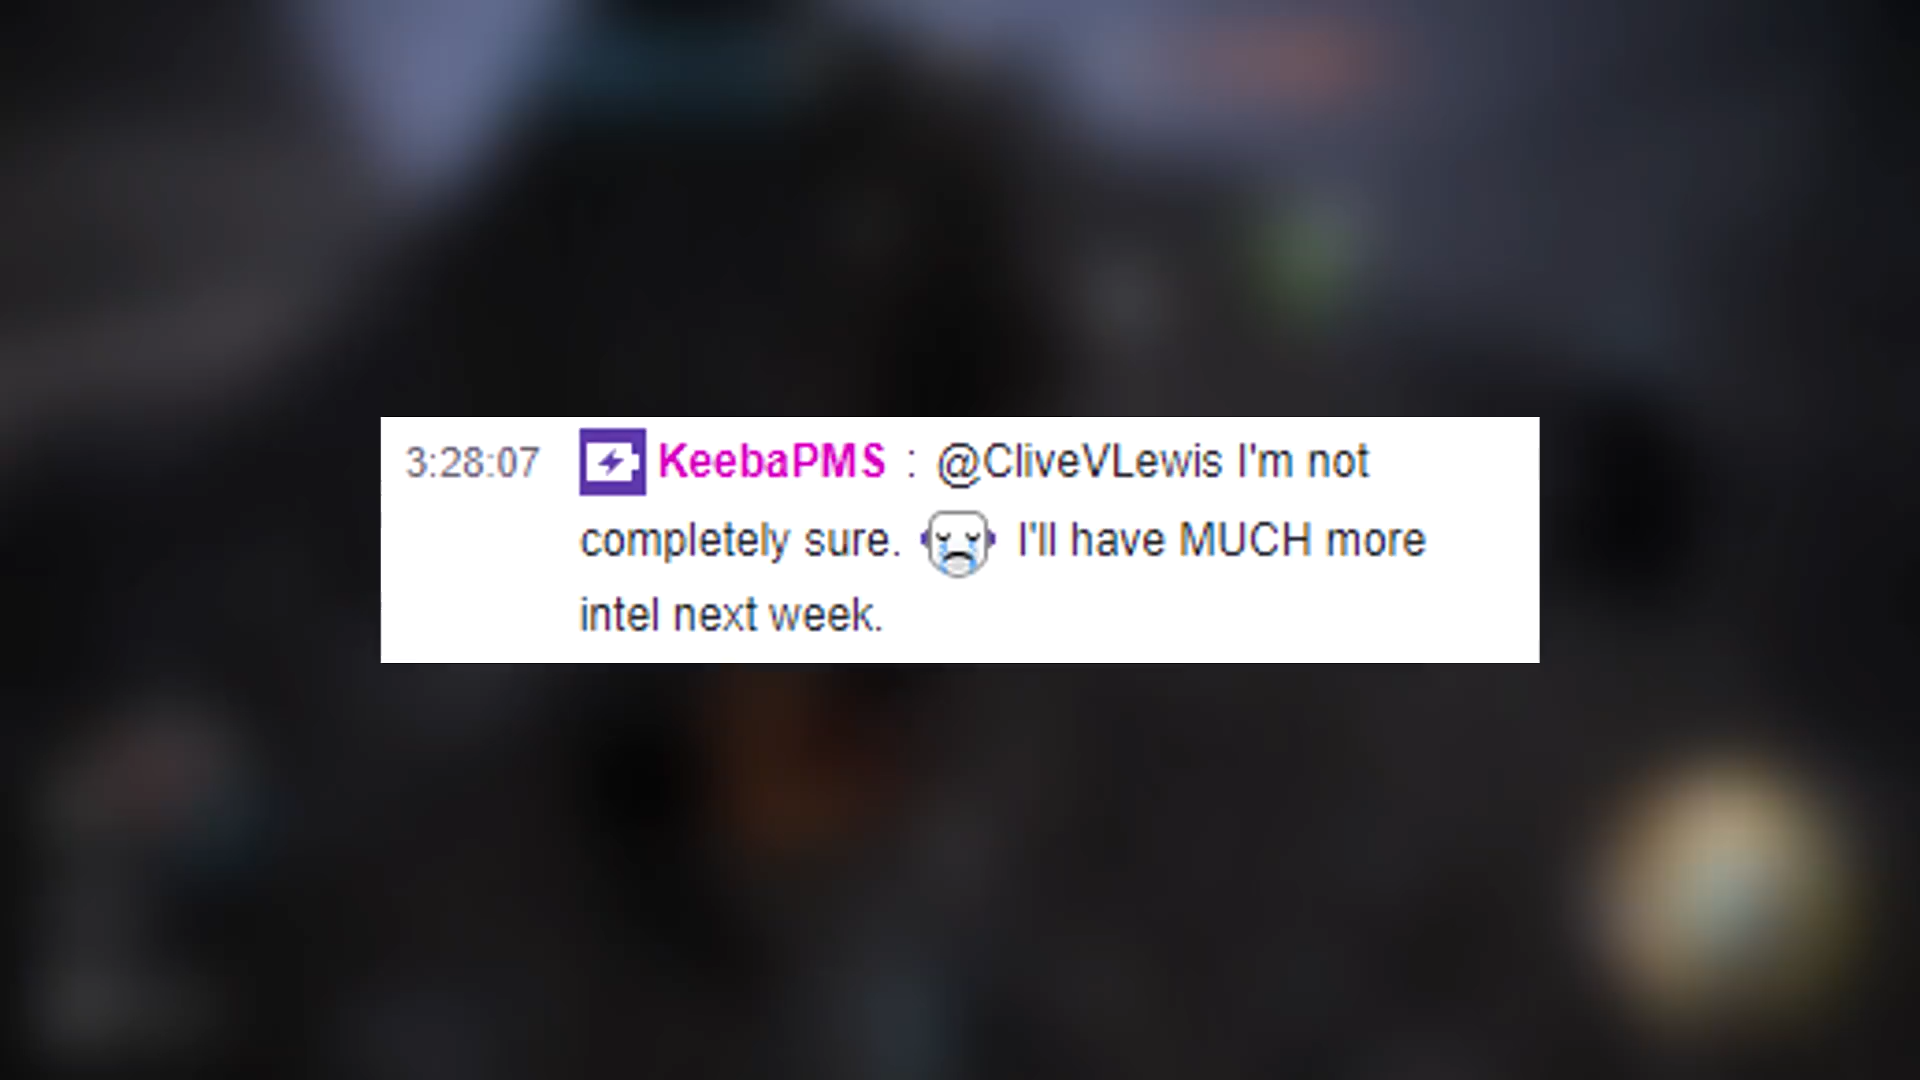 3:28:07 KeebaPMS : @CliveVLewis I'm not
completely sure. I'll have MUCH more
intel next week.